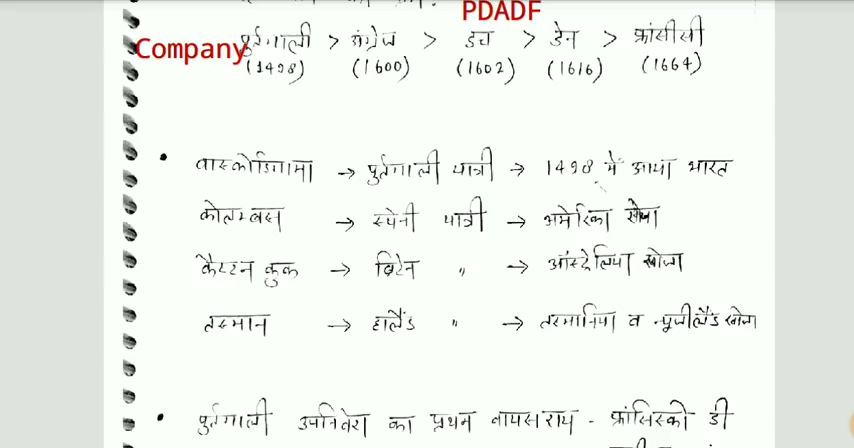 PDADF
Company
पुर्तगाली > अंग्रेज > डच > डेन > फ्रांसीसी
(1498) (1600) (1602) (1616) (1664)
• वास्कोडिगामा → पुर्तगाली यात्री → 1498 में आया भारत
कोलम्बस → स्पेनी यात्री → अमेरिका खोजा
कैप्टन कुक → ब्रिटेन " → ऑस्ट्रेलिया खोजा
तस्मान → हालैंड " → तस्मानिया व न्यूजीलैंड खोजा
• पुर्तगाली उपनिवेश का प्रथम वायसराय - फ्रांसिस्को डी